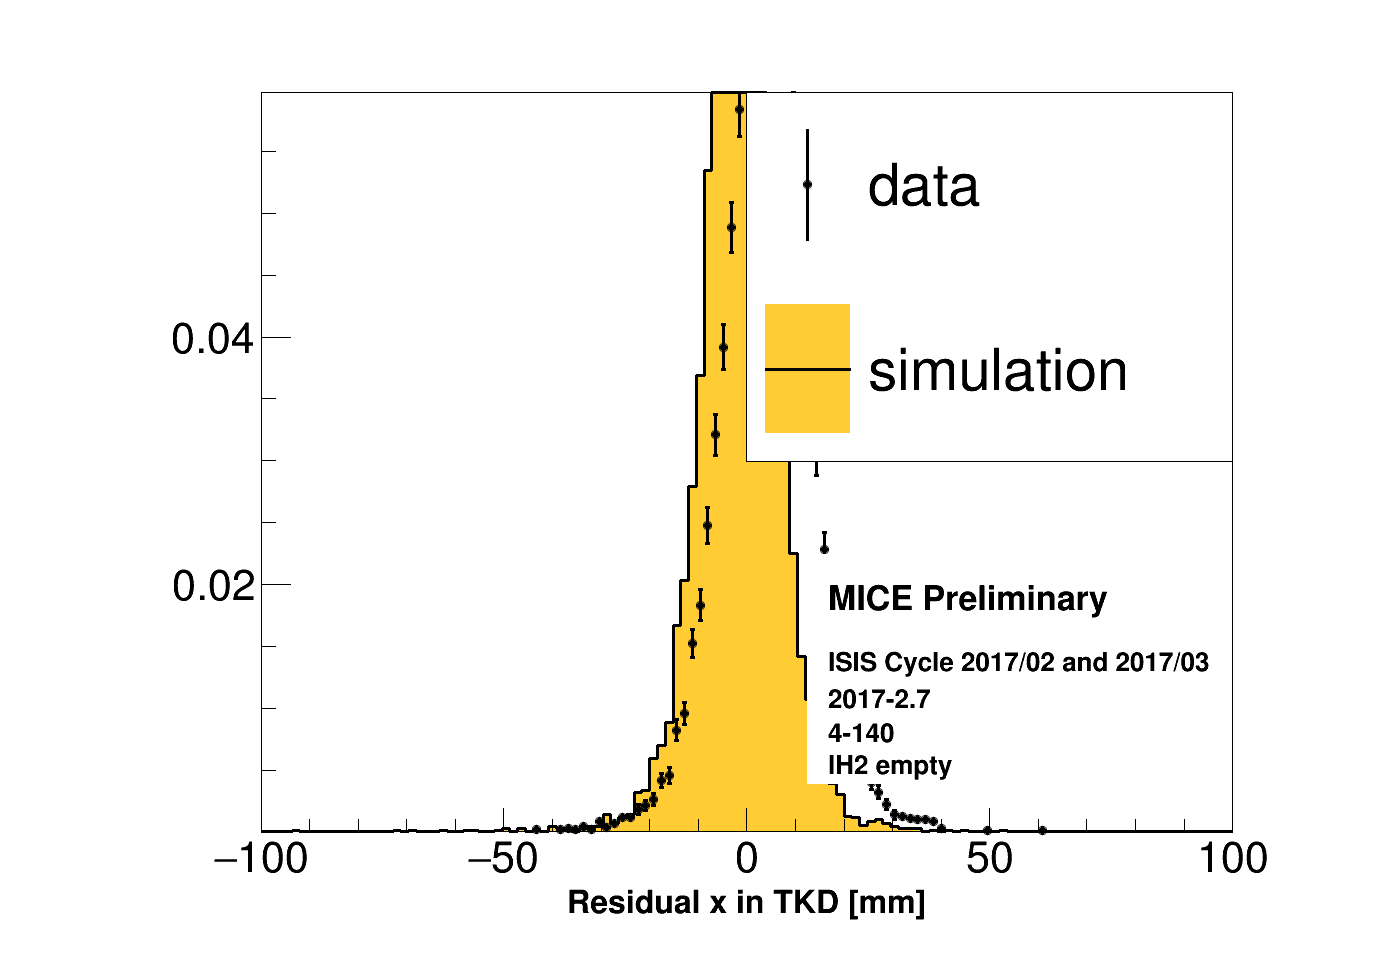 data
simulation
0.04
0.02
MICE Preliminary
ISIS Cycle 2017/02 and 2017/03
2017-2.7
4-140
IH2 empty
−100
−50
0
50
100
Residual x in TKD [mm]